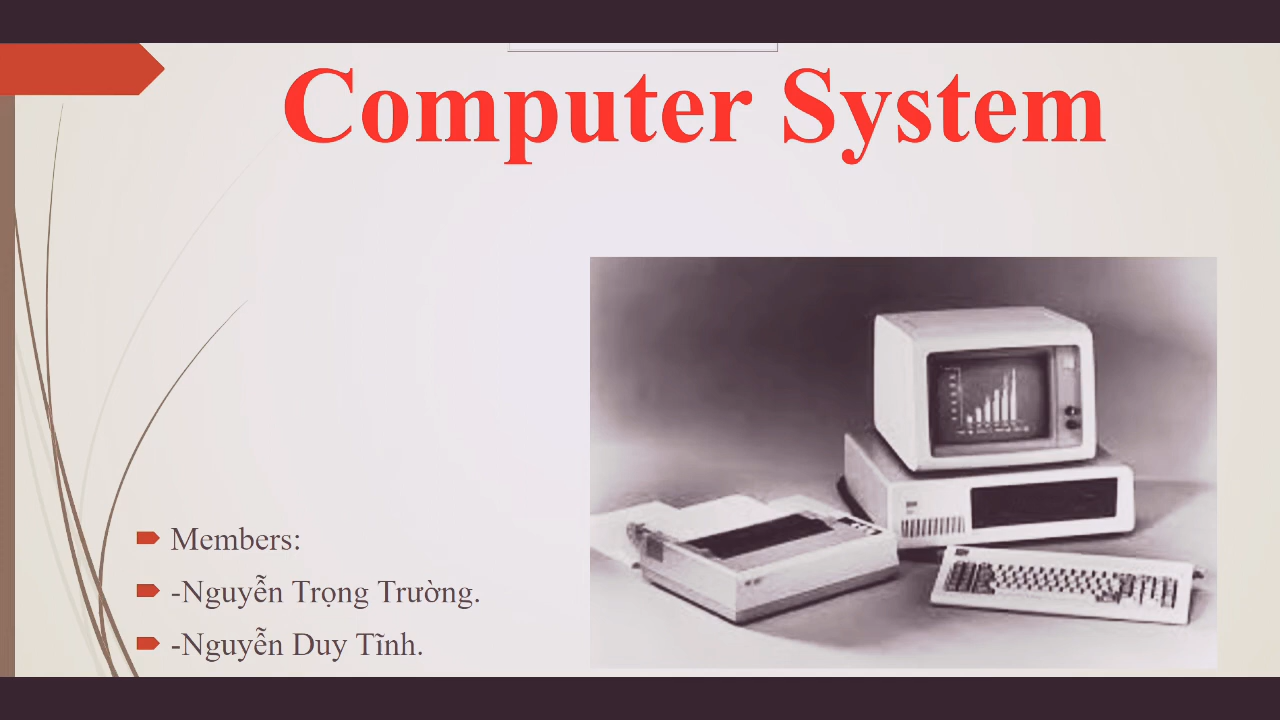 Computer System
Members:
-Nguyễn Trọng Trường.
-Nguyễn Duy Tĩnh.